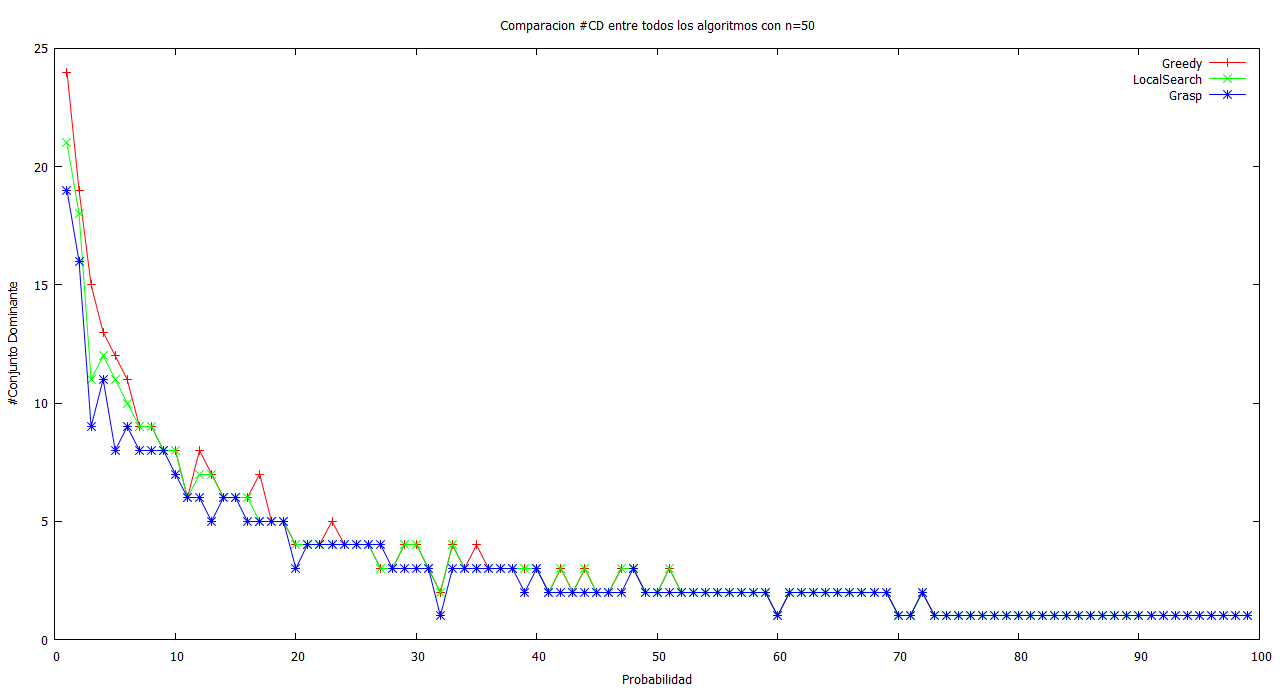 Comparacion #CD entre todos los algoritmos con n=50
Greedy
LocalSearch
Grasp
#Conjunto Dominante
25
20
15
10
5
0
0 10 20 30 40 50 60 70 80 90 100
Probabilidad